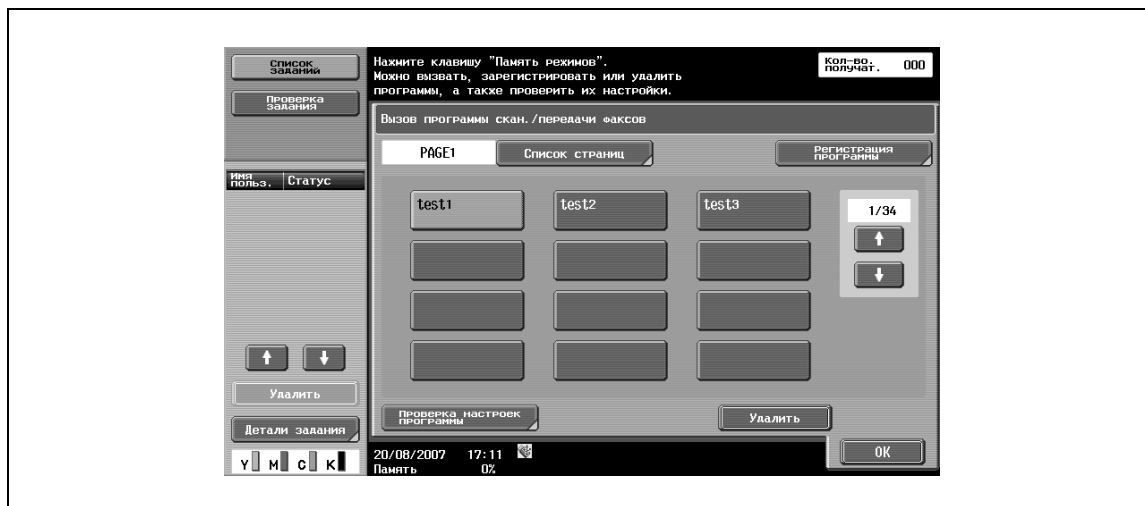 Список
заданий
Проверка
задания
Имя
польз.
Статус
Удалить
Детали задания
Y M C K
Нажмите клавишу "Память режимов".
Можно вызвать, зарегистрировать или удалить
программы, а также проверить их настройки.
Кол-во.
получат.
000
Вызов программы скан./передачи факсов
PAGE1
Список страниц
Регистрация
программы
test1 test2 test3
1/34
Проверка настроек
программы
Удалить
20/08/2007 17:11
Память 0%
OK